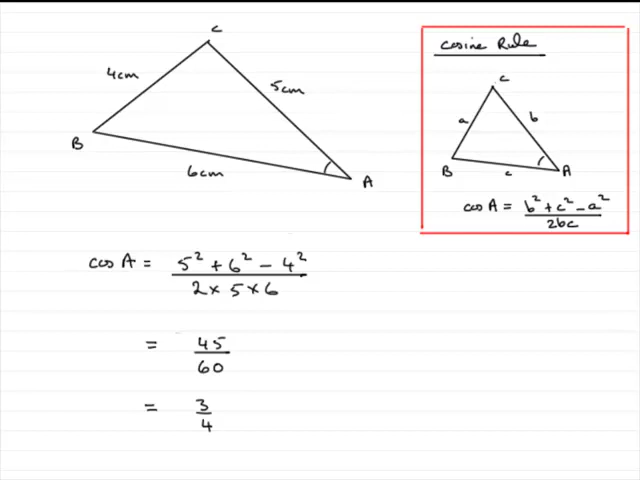 C
4cm
5cm
B
6cm
A
Cosine Rule
C
a
b
B
c
A
cos A = b² + c² - a² / 2bc
cos A = 5² + 6² - 4² / 2 × 5 × 6
= 45 / 60
= 3 / 4